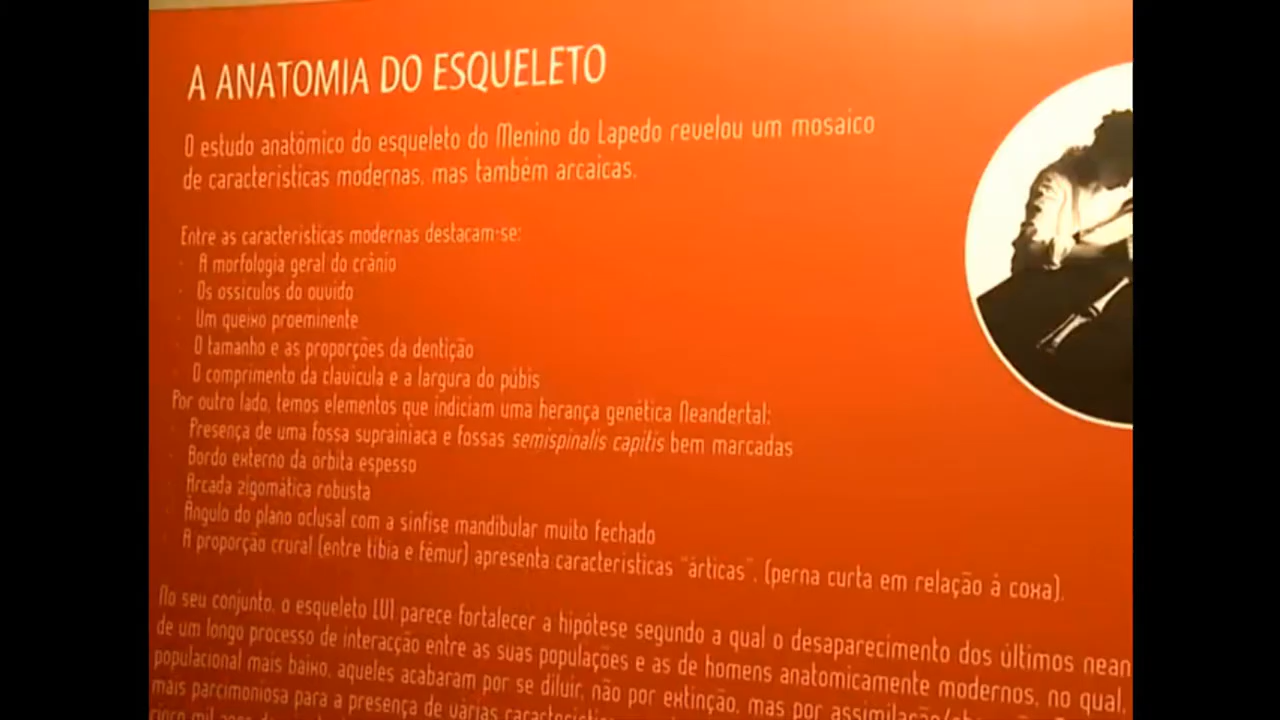 A ANATOMIA DO ESQUELETO
O estudo anatômico do esqueleto do Menino do Lapedo revelou um mosaico
de características modernas, mas também arcaicas.
Entre as características modernas destacam-se:
· A morfologia geral do crânio
· Os ossículos do ouvido
· Um queixo proeminente
· O tamanho e as proporções da dentição
· O comprimento da clavícula e a largura do púbis
Por outro lado, temos elementos que indiciam uma herança genética Neandertal:
· Presença de uma fossa supraíniaca e fossas semispinalis capitis bem marcadas
· Bordo externo da órbita espesso
· Arcada zigomática robusta
· Ângulo do plano oclusal com a sínfise mandibular muito fechado
· A proporção crural (entre tíbia e fêmur) apresenta características "árticas", (perna curta em relação á coxa).
No seu conjunto, o esqueleto LV1 parece fortalecer a hipótese segundo a qual o desaparecimento dos últimos nean
de um longo processo de interacção entre as suas populações e as de homens anatomicamente modernos, no qual,
populacional mais baixo, aqueles acabaram por se diluir, não por extinção, mas por assimilação/
mais parcimoniosa para a presença de várias
cinco mil anos